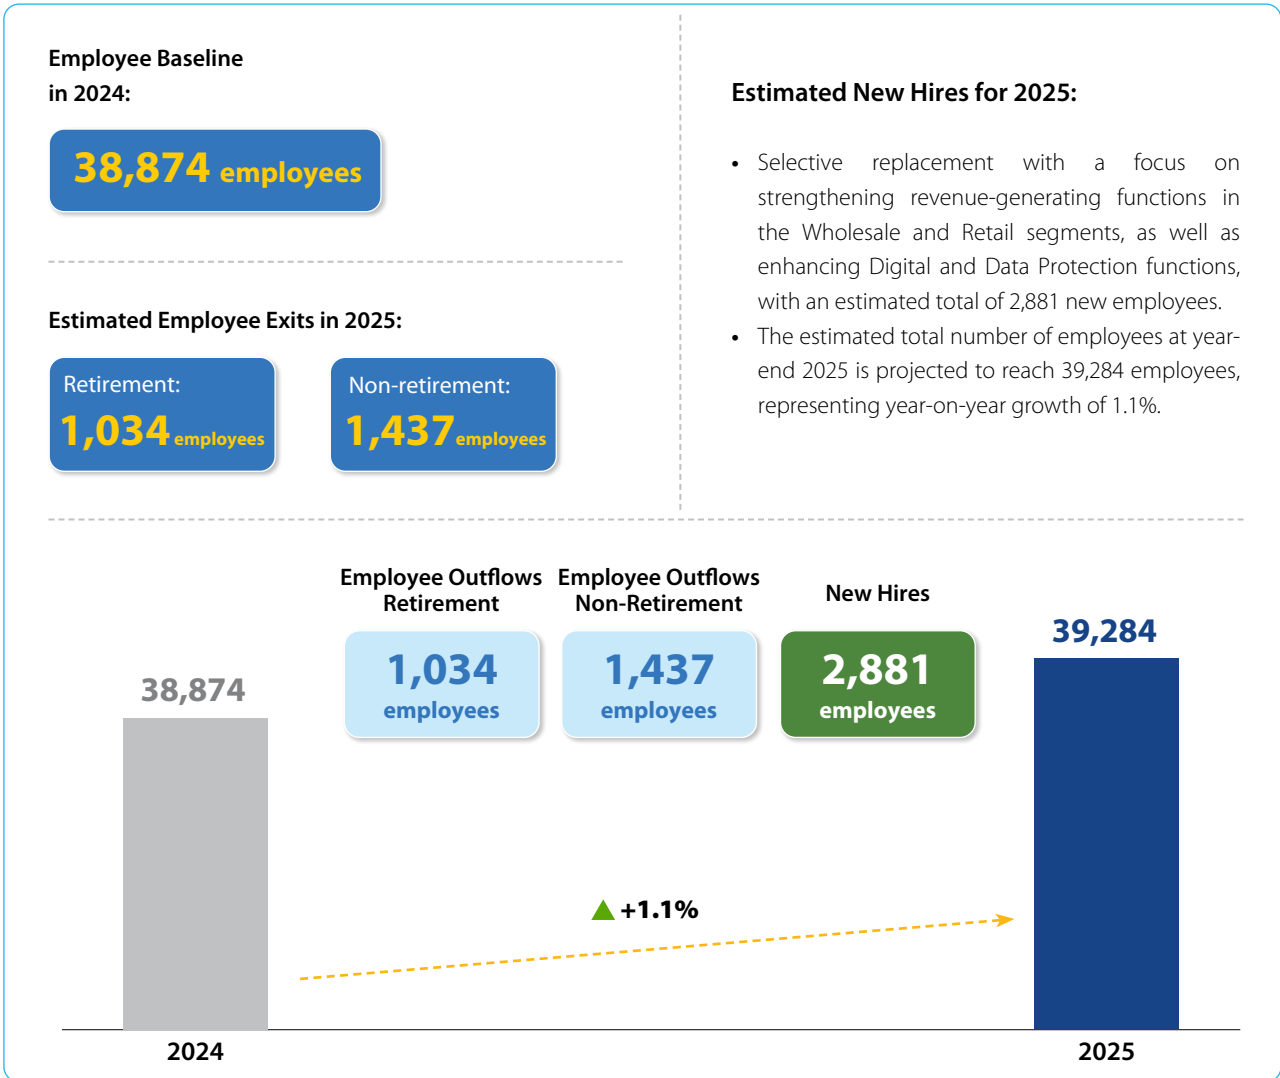 Employee Baseline
in 2024:
38,874 employees
Estimated Employee Exits in 2025:
Retirement:
1,034 employees
Non-retirement:
1,437 employees
Estimated New Hires for 2025:
• Selective replacement with a focus on
strengthening revenue-generating functions in
the Wholesale and Retail segments, as well as
enhancing Digital and Data Protection functions,
with an estimated total of 2,881 new employees.
• The estimated total number of employees at year-
end 2025 is projected to reach 39,284 employees,
representing year-on-year growth of 1.1%.
Employee Outflows
Retirement
1,034
employees
Employee Outflows
Non-Retirement
1,437
employees
New Hires
2,881
employees
38,874
39,284
+1.1%
2024
2025